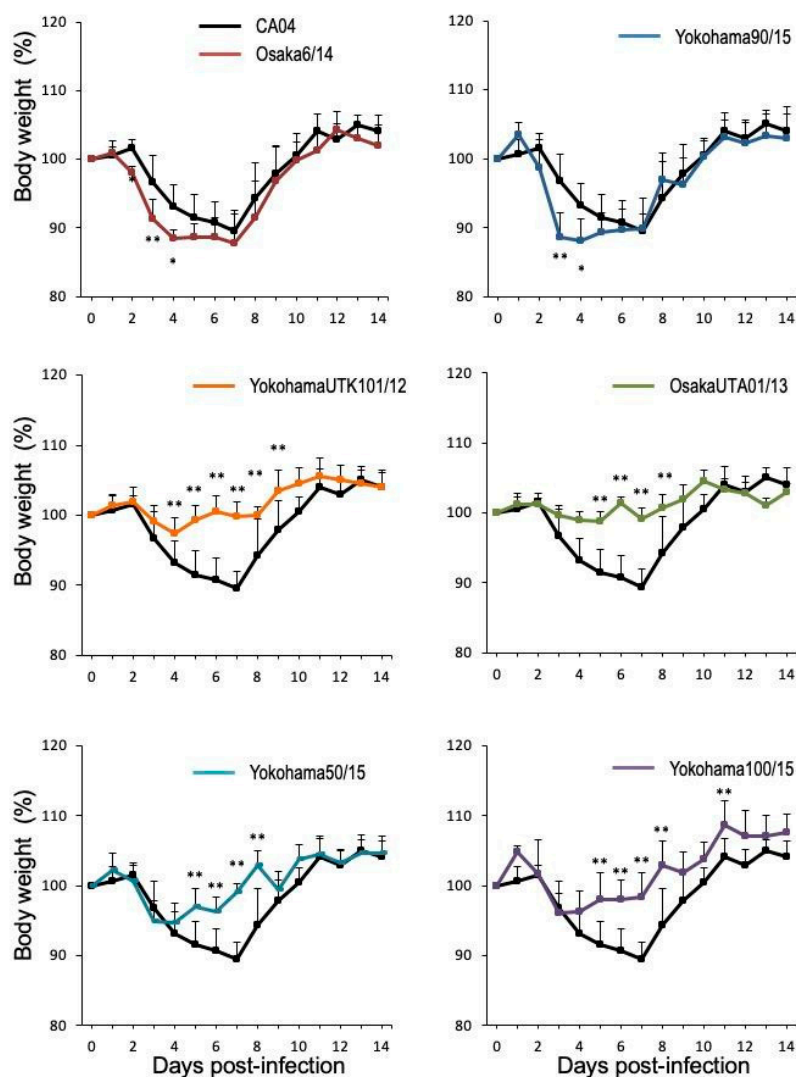 CA04
Osaka6/14
Body weight (%)
120
110
100
90
80
*
**
*
0 2 4 6 8 10 12 14
Yokohama90/15
120
110
100
90
80
**
*
0 2 4 6 8 10 12 14
YokohamaUTK101/12
Body weight (%)
120
110
100
90
80
** ** ** ** ** **
0 2 4 6 8 10 12 14
OsakaUTA01/13
120
110
100
90
80
** ** ** **
0 2 4 6 8 10 12 14
Yokohama50/15
Body weight (%)
120
110
100
90
80
** ** ** **
0 2 4 6 8 10 12 14
Days post-infection
Yokohama100/15
120
110
100
90
80
** ** ** ** **
0 2 4 6 8 10 12 14
Days post-infection